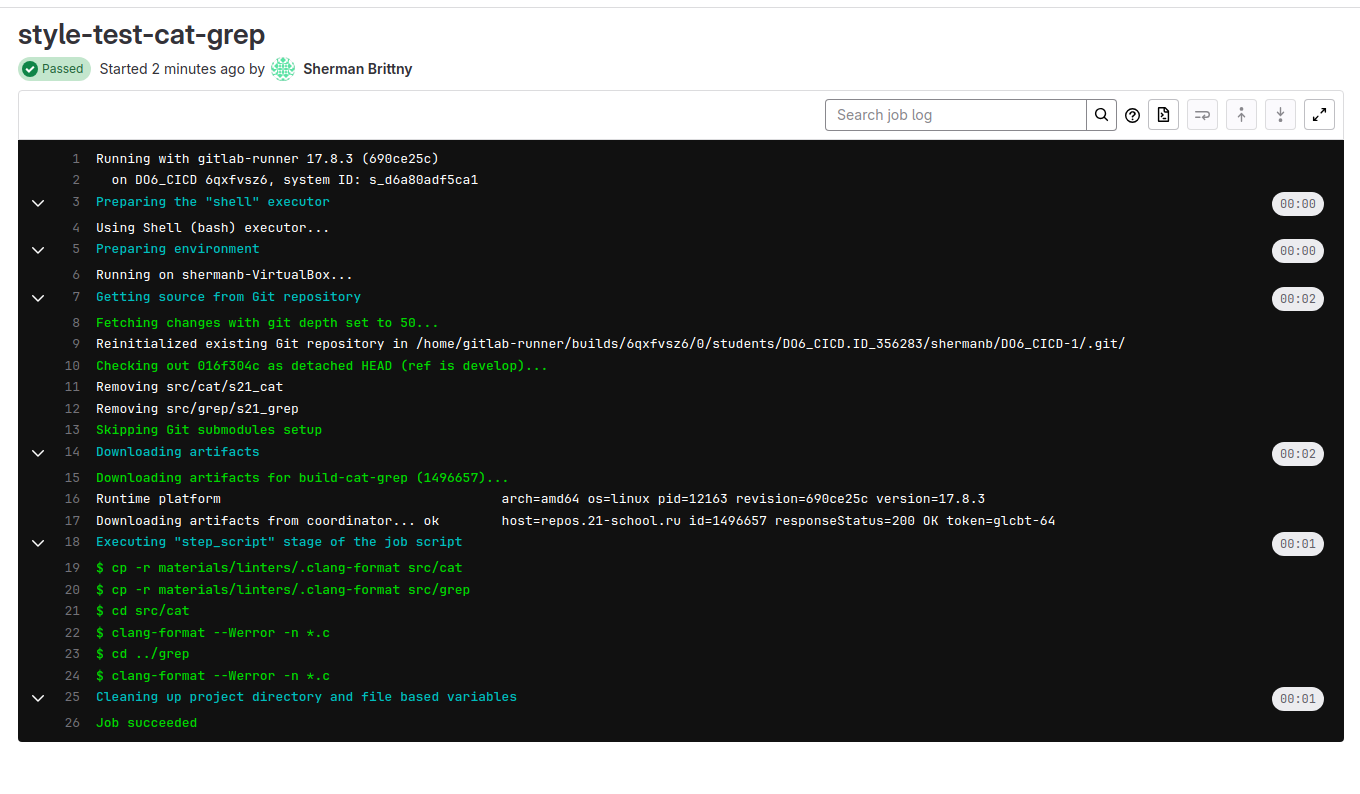 style-test-cat-grep
Passed Started 2 minutes ago by Sherman Brittny
Search job log
1 Running with gitlab-runner 17.8.3 (690ce25c)
2 on DO6_CICD 6qxfvsz6, system ID: s_d6a80adf5ca1
3 Preparing the "shell" executor 00:00
4 Using Shell (bash) executor...
5 Preparing environment 00:00
6 Running on shermanb-VirtualBox...
7 Getting source from Git repository 00:02
8 Fetching changes with git depth set to 50...
9 Reinitialized existing Git repository in /home/gitlab-runner/builds/6qxfvsz6/0/students/DO6_CICD.ID_356283/shermanb/DO6_CICD-1/.git/
10 Checking out 016f304c as detached HEAD (ref is develop)...
11 Removing src/cat/s21_cat
12 Removing src/grep/s21_grep
13 Skipping Git submodules setup
14 Downloading artifacts 00:02
15 Downloading artifacts for build-cat-grep (1496657)...
16 Runtime platform arch=amd64 os=linux pid=12163 revision=690ce25c version=17.8.3
17 Downloading artifacts from coordinator... ok host=repos.21-school.ru id=1496657 responseStatus=200 OK token=glcbt-64
18 Executing "step_script" stage of the job script 00:01
19 $ cp -r materials/linters/.clang-format src/cat
20 $ cp -r materials/linters/.clang-format src/grep
21 $ cd src/cat
22 $ clang-format --Werror -n *.c
23 $ cd ../grep
24 $ clang-format --Werror -n *.c
25 Cleaning up project directory and file based variables 00:01
26 Job succeeded